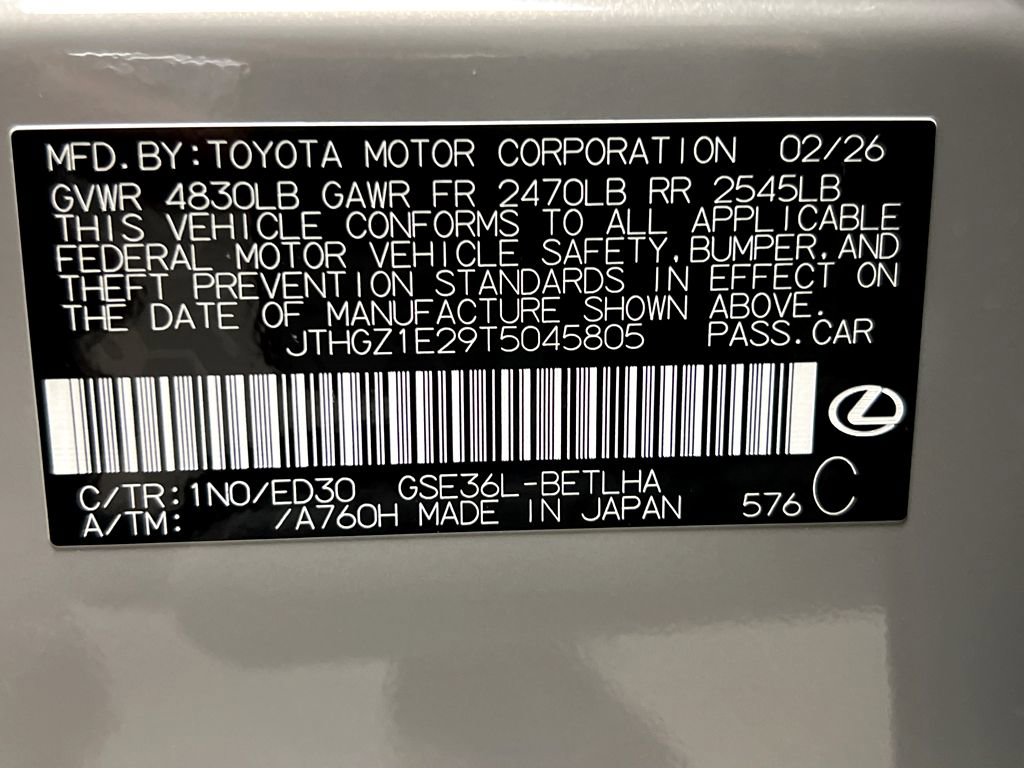 MFD.BY:TOYOTA MOTOR CORPORATION 02/26
GVWR 4830LB GAWR FR 2470LB RR 2545LB
THIS VEHICLE CONFORMS TO ALL APPLICABLE
FEDERAL MOTOR VEHICLE SAFETY,BUMPER,AND
THEFT PREVENTION STANDARDS IN EFFECT ON
THE DATE OF MANUFACTURE SHOWN ABOVE.
JTHGZ1E29T5045805 PASS.CAR
C/TR:1N0/ED30 GSE36L-BETLHA
A/TM: /A760H MADE IN JAPAN 576 C